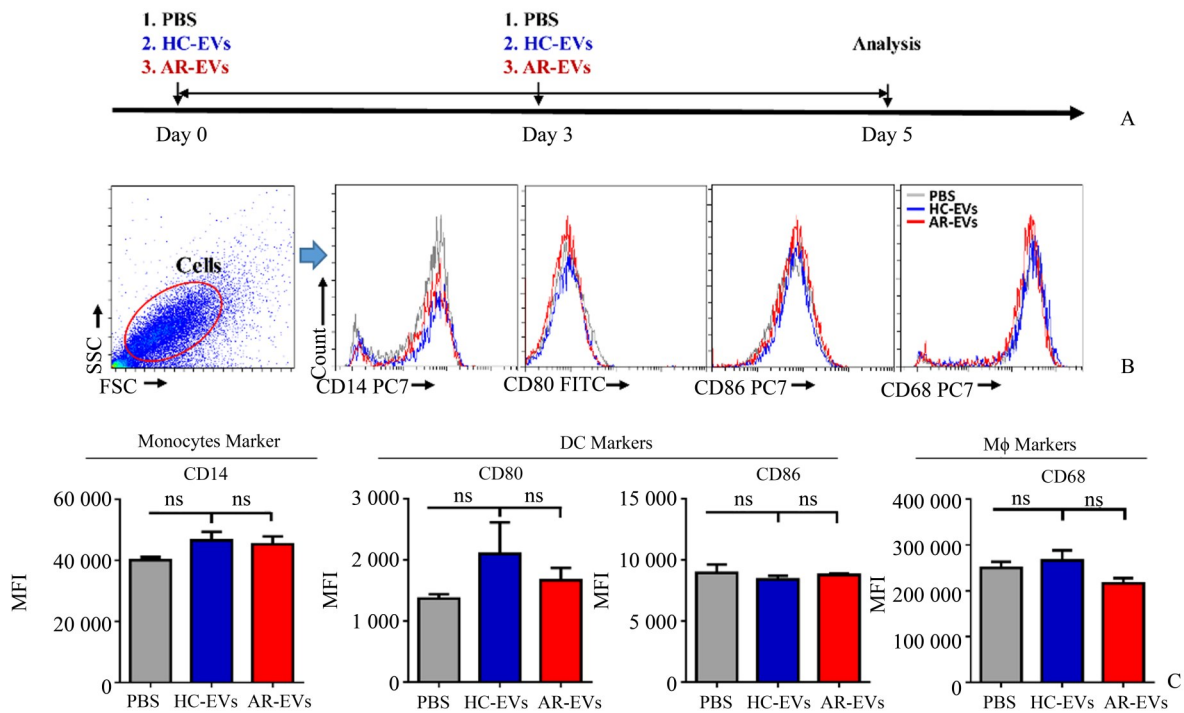 1. PBS
2. HC-EVs
3. AR-EVs
1. PBS
2. HC-EVs
3. AR-EVs
Analysis
Day 0
Day 3
Day 5
A
Cells
SSC
FSC
Count
CD14 PC7
CD80 FITC
CD86 PC7
CD68 PC7
PBS
HC-EVs
AR-EVs
B
Monocytes Marker
DC Markers
Mϕ Markers
CD14
MFI
60 000
40 000
20 000
0
ns
ns
PBS
HC-EVs
AR-EVs
CD80
MFI
3 000
2 000
1 000
0
ns
ns
PBS
HC-EVs
AR-EVs
CD86
MFI
15 000
10 000
5 000
0
ns
ns
PBS
HC-EVs
AR-EVs
CD68
MFI
400 000
300 000
200 000
100 000
0
ns
ns
PBS
HC-EVs
AR-EVs
C